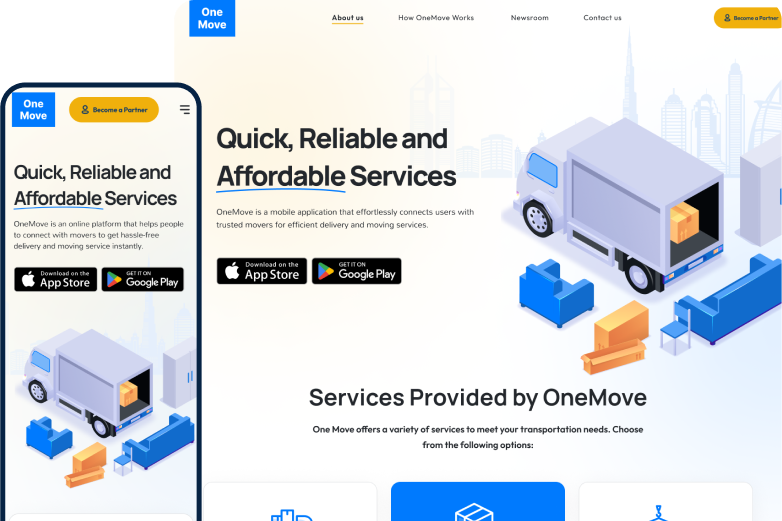 One
Move
About us
How OneMove Works
Newsroom
Contact us
Become a Partner
Quick, Reliable and
Affordable Services
OneMove is a mobile application that effortlessly connects users with
trusted movers for efficient delivery and moving services.
Download on the
App Store
GET IT ON
Google Play
Services Provided by OneMove
One Move offers a variety of services to meet your transportation needs. Choose
from the following options:
One
Move
Become a Partner
Quick, Reliable and
Affordable Services
OneMove is an online platform that helps people
to connect with movers to get hassle-free
delivery and moving service instantly.
Download on the
App Store
GET IT ON
Google Play